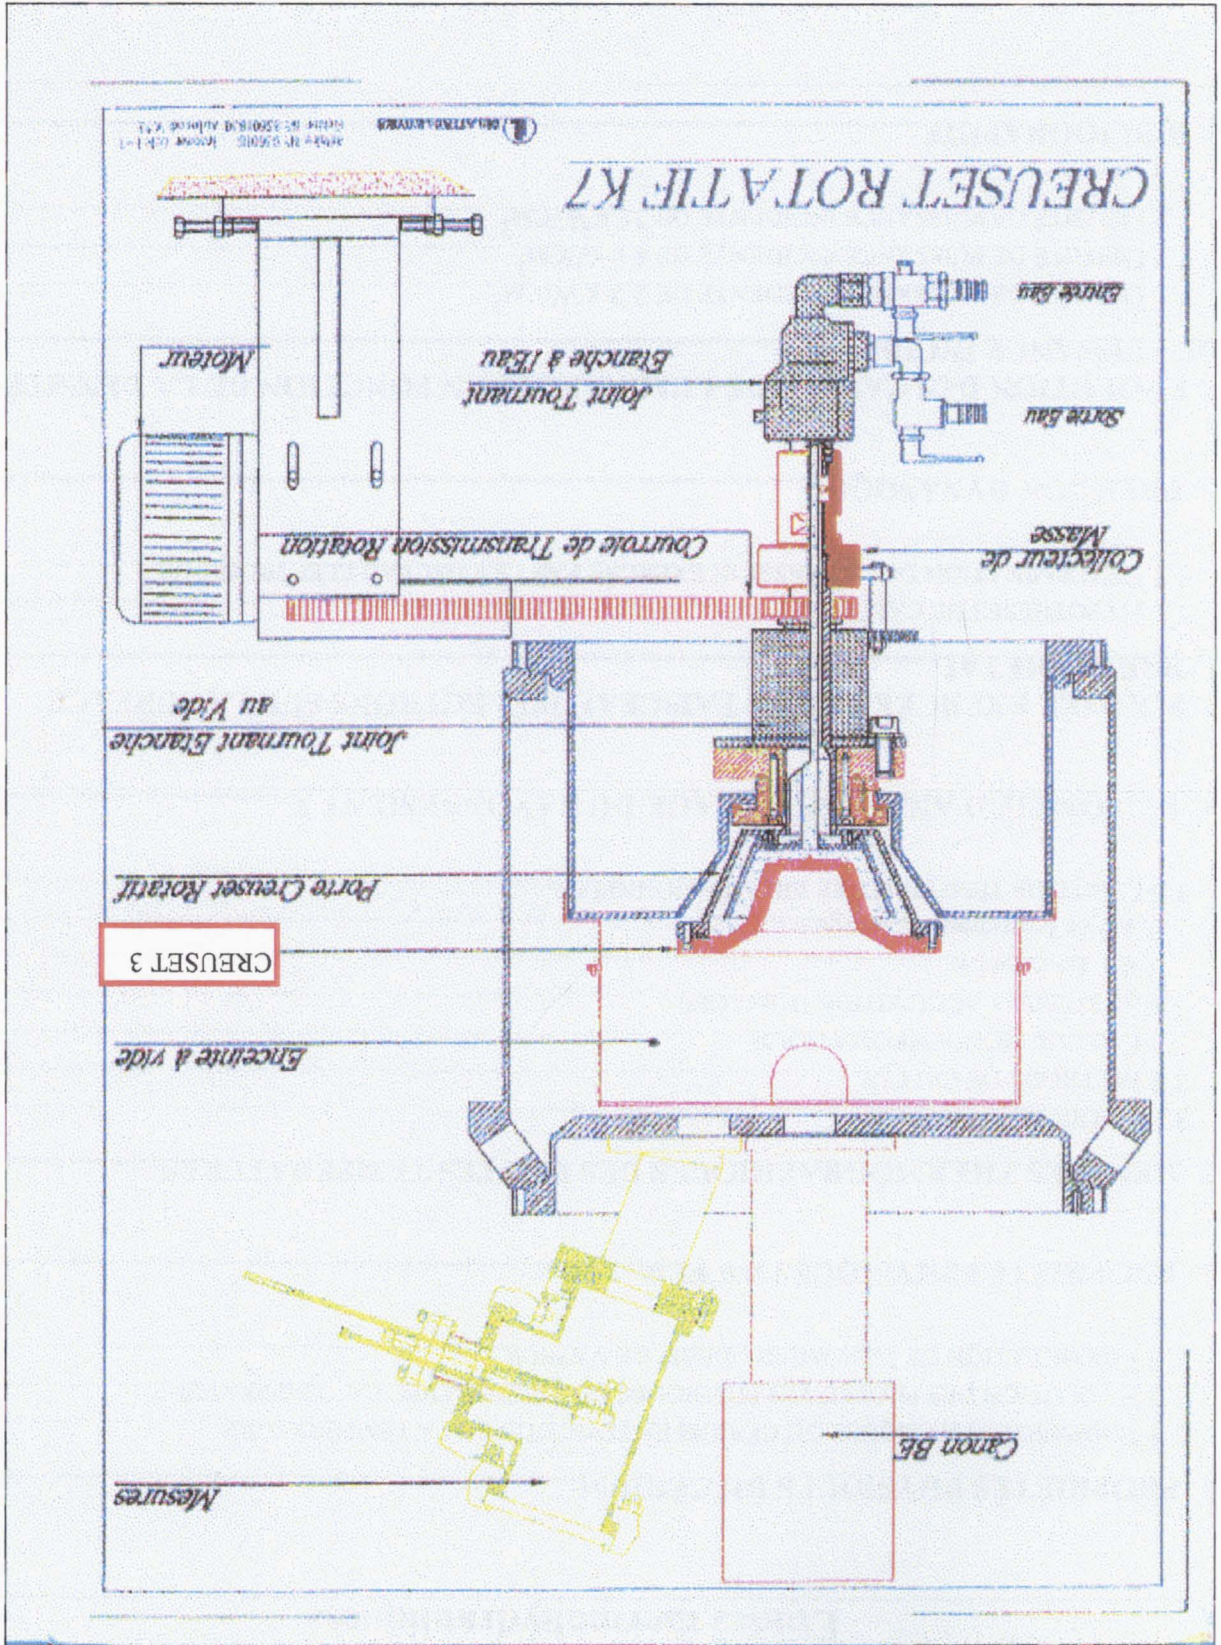 Mesures
Canon BE
Enceinte à vide
CREUSET 3
Porte Creuset Rotatif
Joint Tournant Etanche
au Vide
Collecteur de
Masse
Courroie de Transmission Rotation
Sortie Eau
Joint Tournant
Etanche à l'Eau
Moteur
Entrée Eau
CREUSET ROTATIF K7